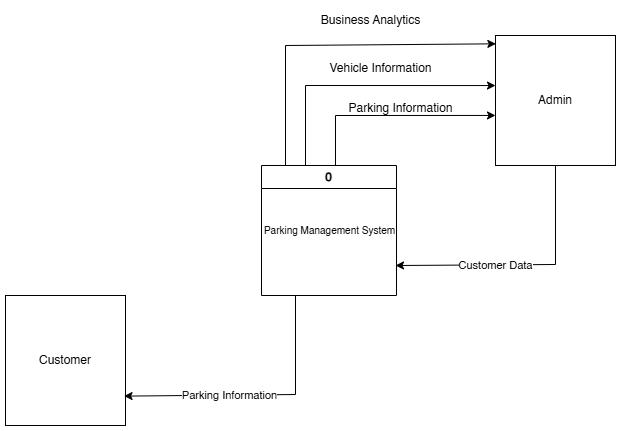 Business Analytics
Vehicle Information
Parking Information
Admin
0
Parking Management System
Customer Data
Customer
Parking Information